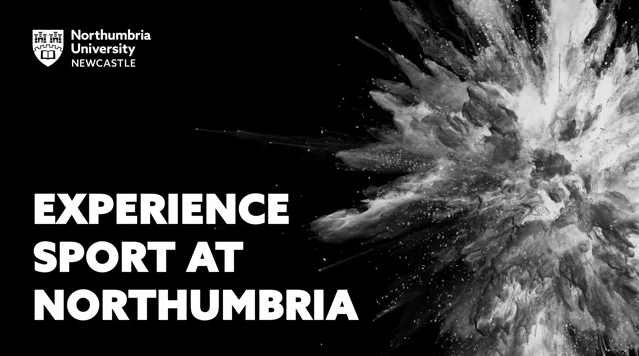 Northumbria
University
NEWCASTLE
EXPERIENCE
SPORT AT
NORTHUMBRIA